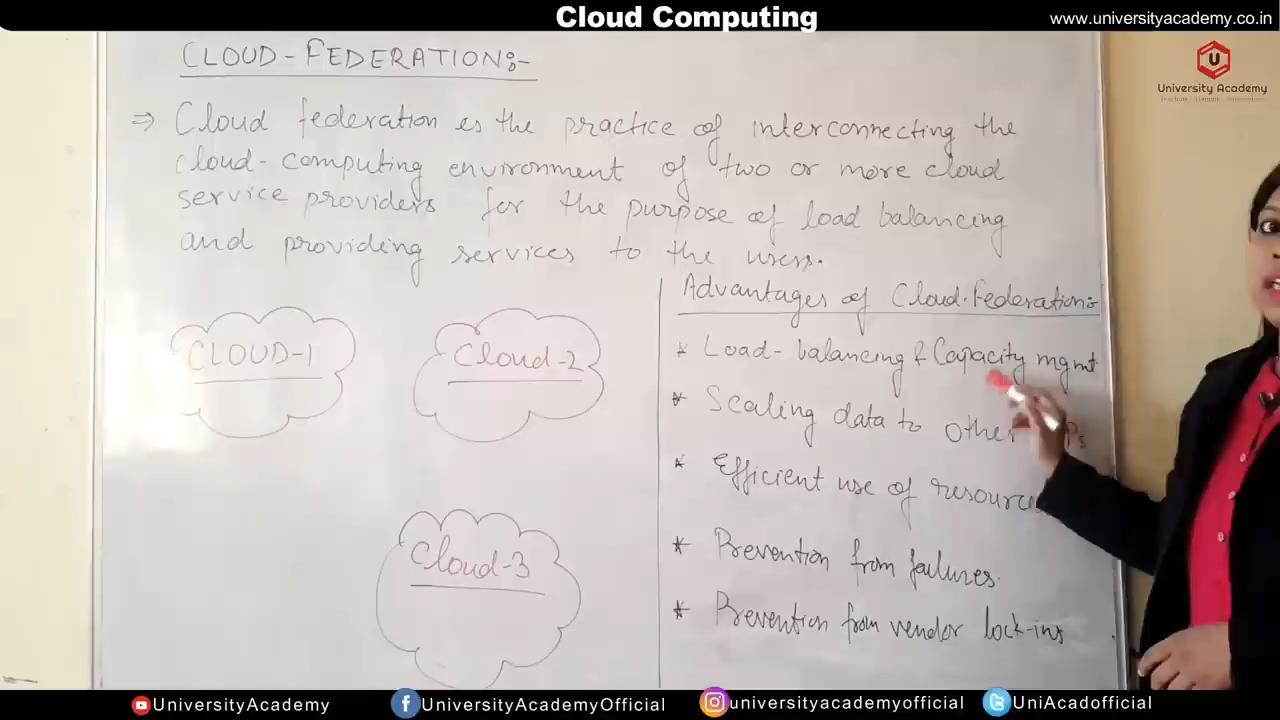 Cloud Computing
www.universityacademy.co.in
University Academy
CLOUD-FEDERATION:-
⇒ Cloud federation is the practice of interconnecting the
cloud-computing environment of two or more cloud
service providers for the purpose of load balancing
and providing services to the users.
CLOUD-1
Cloud-2
Cloud-3
Advantages of Cloud-Federation:-
* Load-balancing & Capacity mgmt
* Scaling data to other
* Efficient use of resource
* Prevention from failures.
* Prevention from vendor lock-ins
UniversityAcademy
UniversityAcademyOfficial
universityacademyofficial
UniAcadofficial